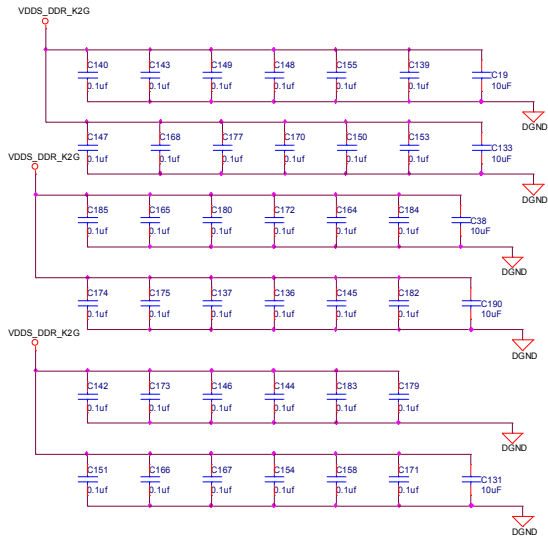 VDDS_DDR_K2G
C140 C143 C149 C148 C155 C139 C19
0.1uf 0.1uf 0.1uf 0.1uf 0.1uf 0.1uf 10uF
DGND
C147 C168 C177 C170 C150 C153 C133
0.1uf 0.1uf 0.1uf 0.1uf 0.1uf 0.1uf 10uF
VDDS_DDR_K2G
DGND
C185 C165 C180 C172 C164 C184 C38
0.1uf 0.1uf 0.1uf 0.1uf 0.1uf 0.1uf 10uF
DGND
C174 C175 C137 C136 C145 C182 C190
0.1uf 0.1uf 0.1uf 0.1uf 0.1uf 0.1uf 10uF
VDDS_DDR_K2G
DGND
C142 C173 C146 C144 C183 C179
0.1uf 0.1uf 0.1uf 0.1uf 0.1uf 0.1uf
DGND
C151 C166 C167 C154 C158 C171 C131
0.1uf 0.1uf 0.1uf 0.1uf 0.1uf 0.1uf 10uF
DGND